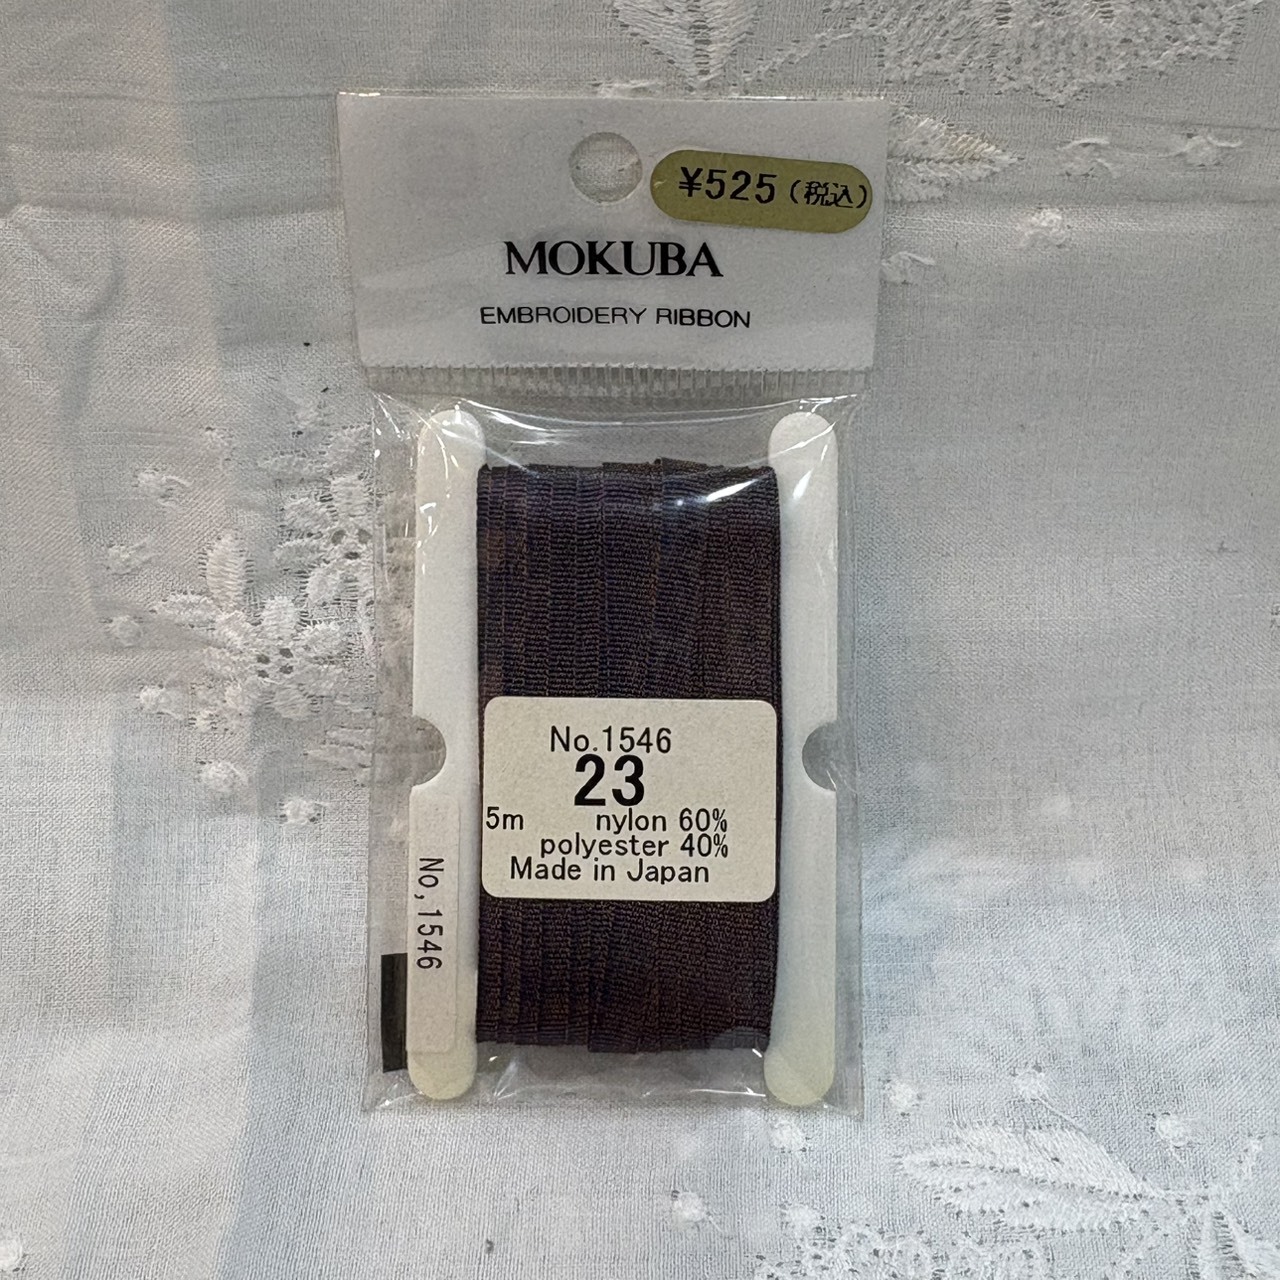 ¥525(税込)
MOKUBA
EMBROIDERY RIBBON
No.1546
23
5m nylon 60%
polyester 40%
Made in Japan
No,1546